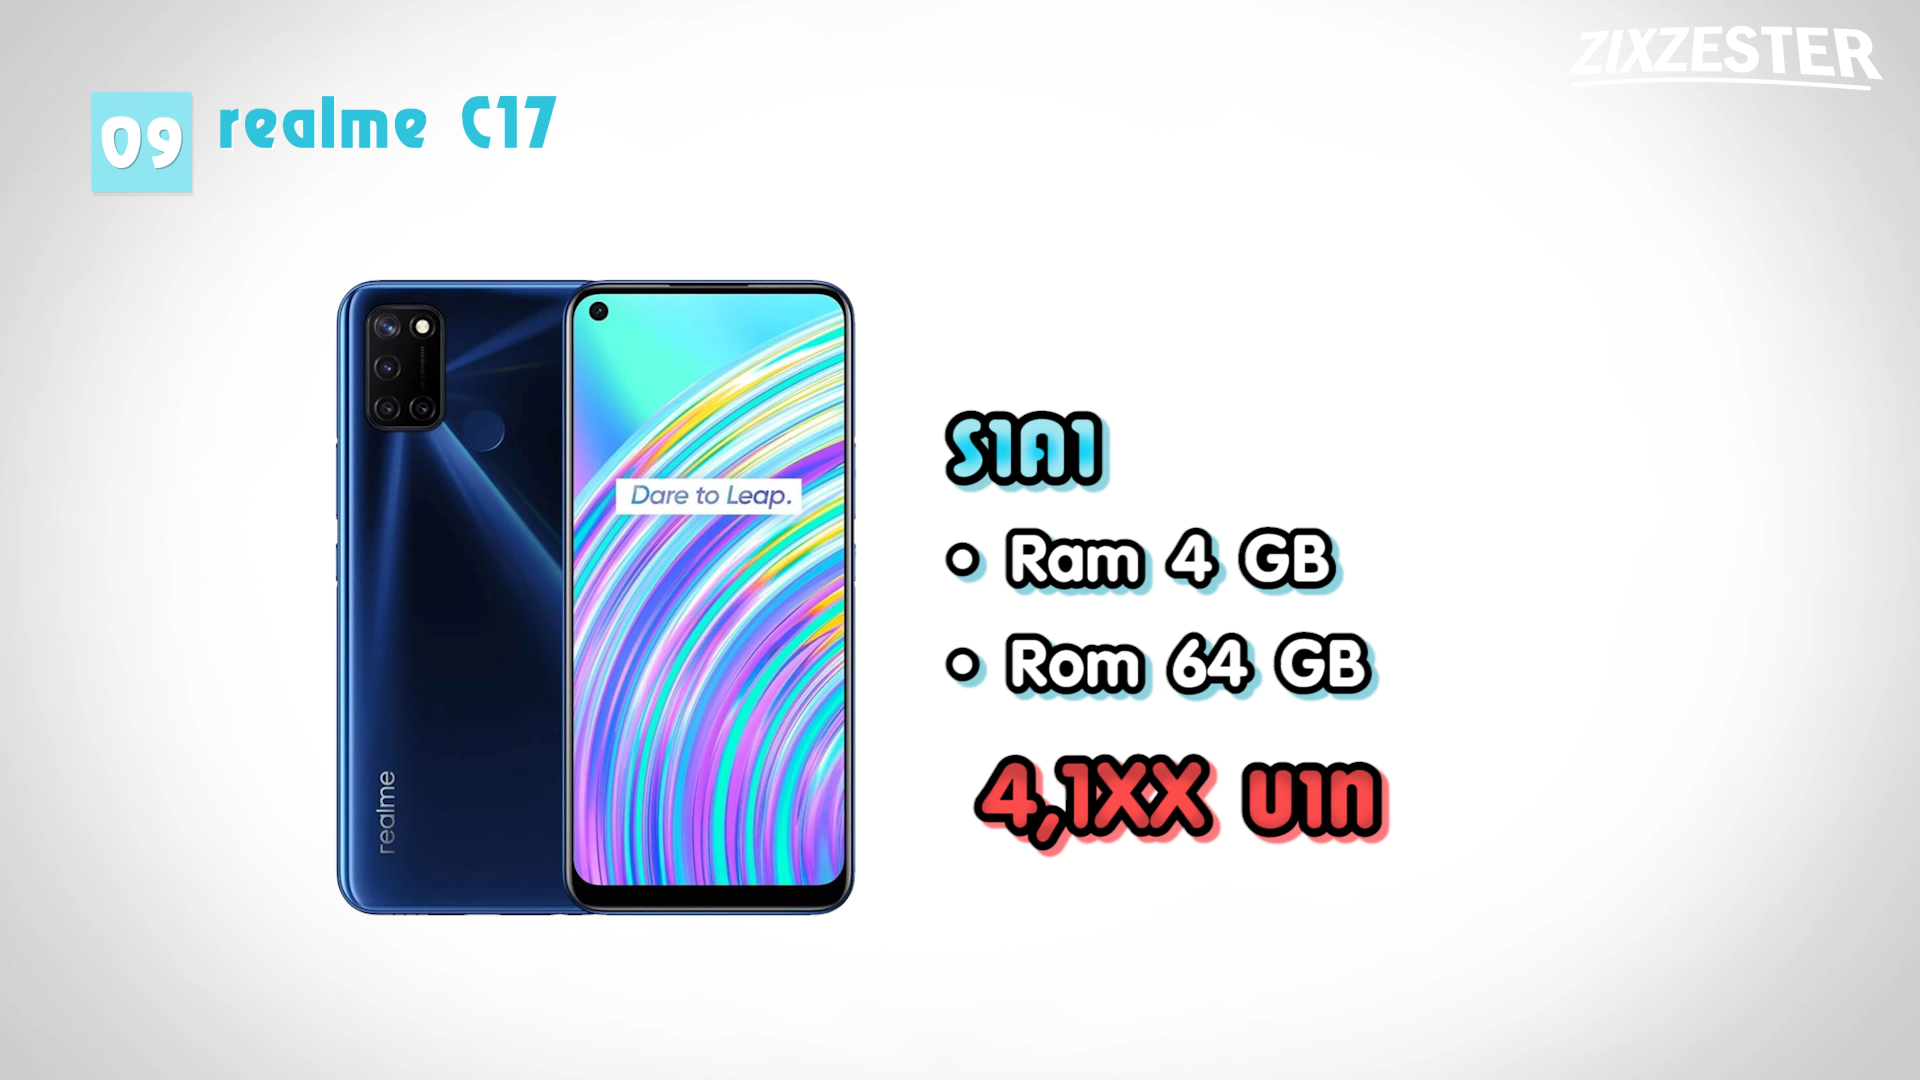 ZIXZESTER
09
realme C17
Dare to Leap.
realme
ราคา
• Ram 4 GB
• Rom 64 GB
4,1XX บาท